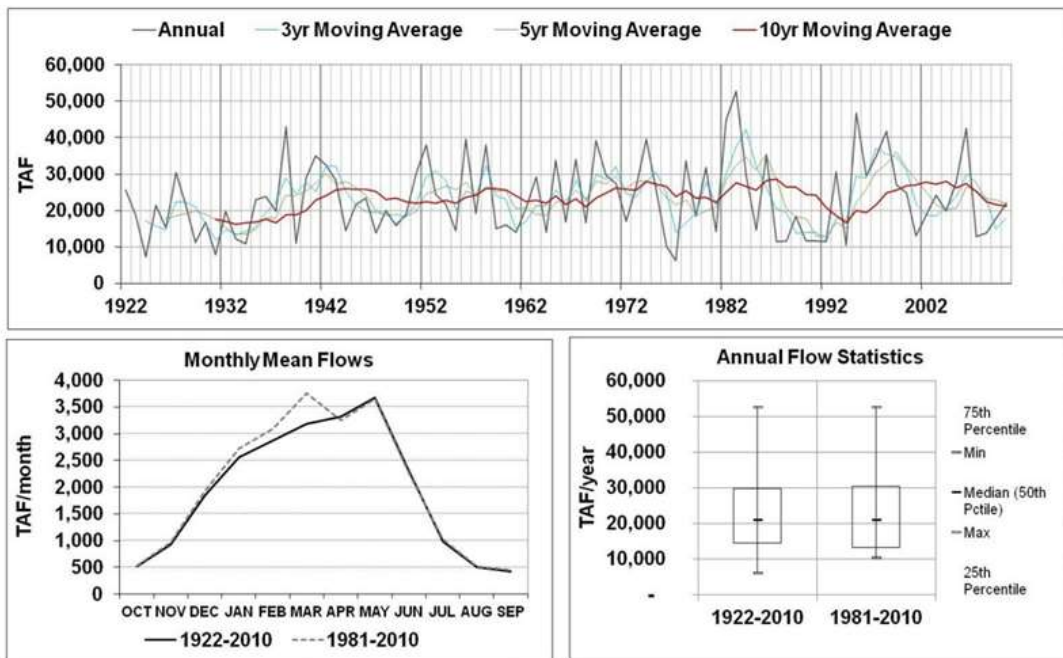 Annual 3yr Moving Average 5yr Moving Average 10yr Moving Average
TAF
60,000
50,000
40,000
30,000
20,000
10,000
0
1922 1932 1942 1952 1962 1972 1982 1992 2002
Monthly Mean Flows
TAF/month
4,000
3,500
3,000
2,500
2,000
1,500
1,000
500
0
OCT NOV DEC JAN FEB MAR APR MAY JUN JUL AUG SEP
1922-2010 1981-2010
Annual Flow Statistics
TAF/year
60,000
50,000
40,000
30,000
20,000
10,000
-
1922-2010 1981-2010
75th
Percentile
Min
Median (50th
Pctile)
Max
25th
Percentile